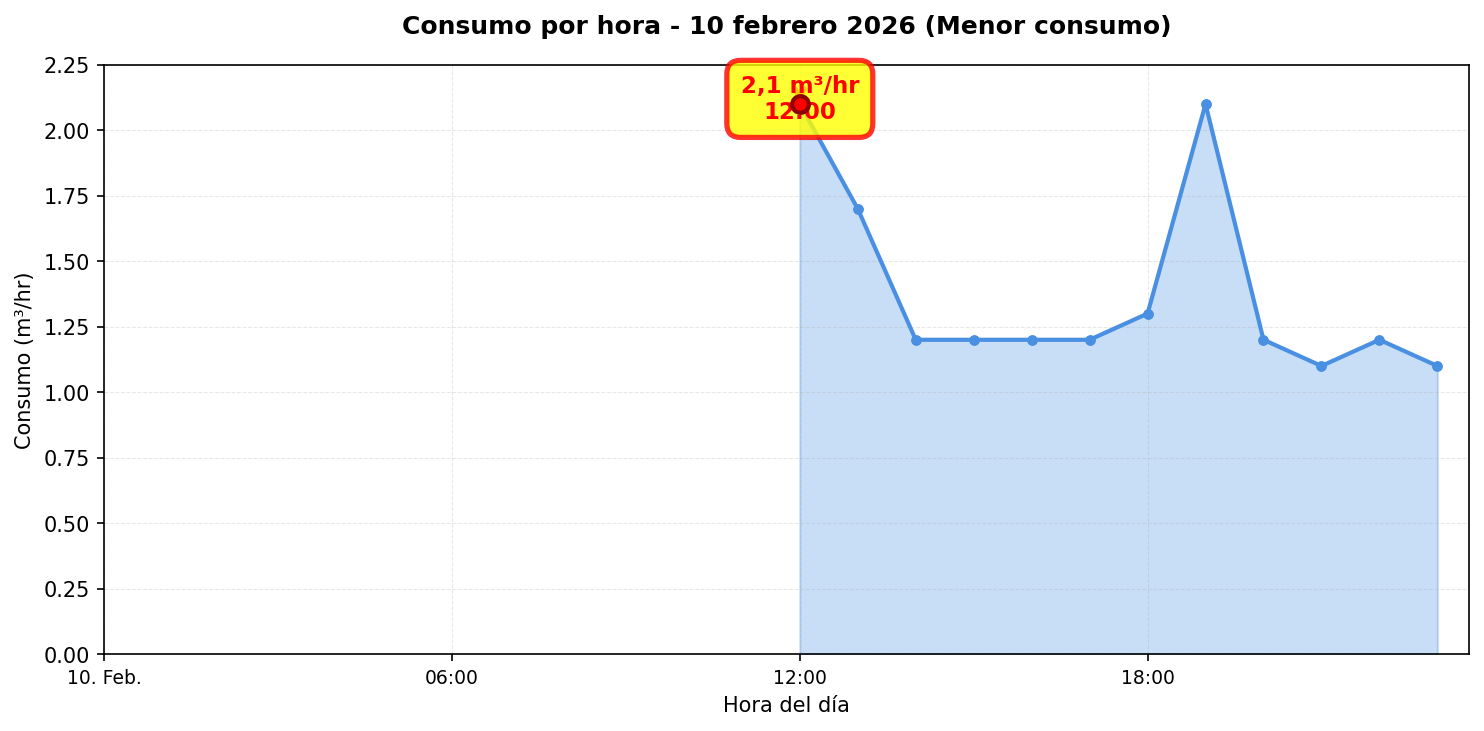 Consumo por hora - 10 febrero 2026 (Menor consumo)
2,1 m³/hr
12:00
Consumo (m³/hr)
2.25
2.00
1.75
1.50
1.25
1.00
0.75
0.50
0.25
0.00
10. Feb.
06:00
12:00
18:00
Hora del día